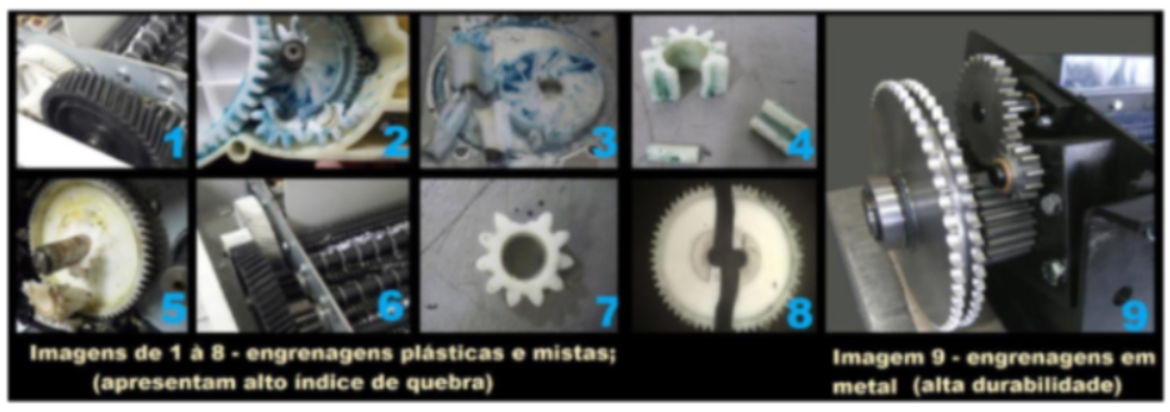 1
2
3
4
5
6
7
8
9
Imagens de 1 à 8 - engrenagens plásticas e mistas;
(apresentam alto índice de quebra)
Imagem 9 - engrenagens em
metal (alta durabilidade)